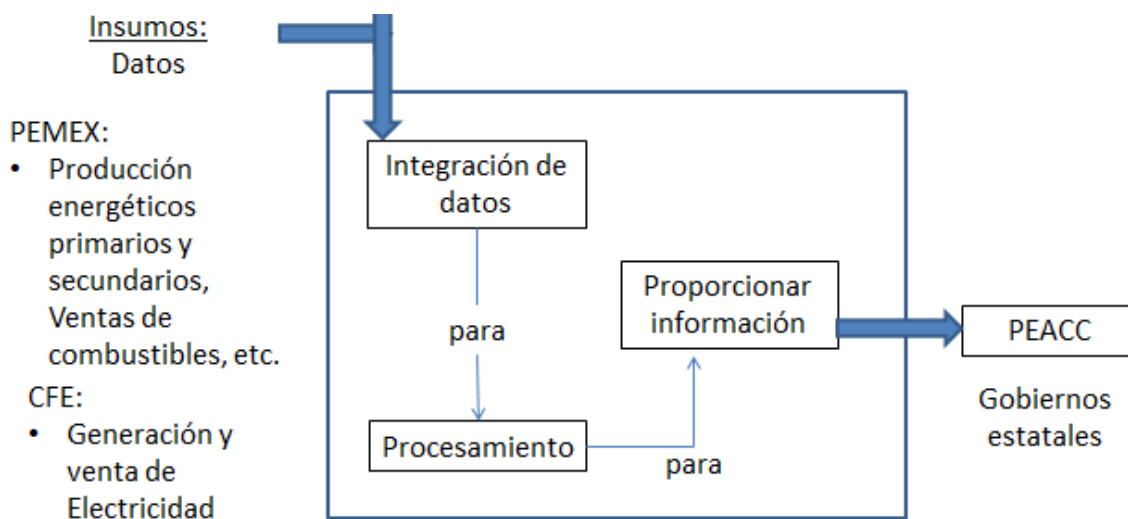 Insumos:
Datos
PEMEX:
• Producción
energéticos
primarios y
secundarios,
Ventas de
combustibles, etc.
CFE:
• Generación y
venta de
Electricidad
Integración de
datos
para
Procesamiento
para
Proporcionar
información
PEACC
Gobiernos
estatales